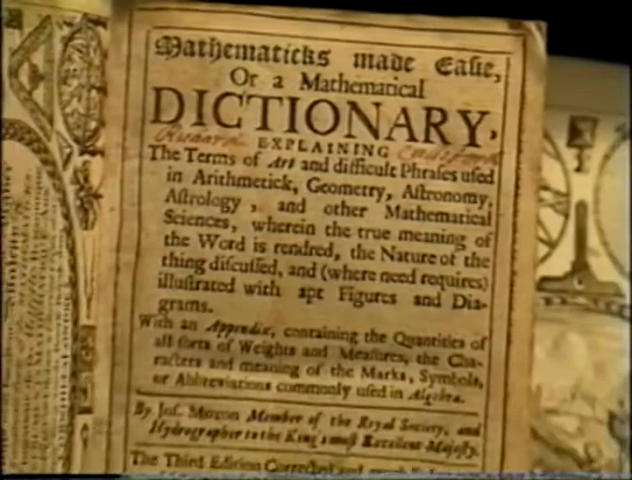 Mathematicks made Easie,
Or a Mathematical
DICTIONARY,
EXPLAINING
The Terms of Art and difficult Phrases used
in Arithmetick, Geometry, Astronomy,
Astrology, and other Mathematical
Sciences, wherein the true meaning of
the Word is rendred, the Nature of the
thing discussed, and (where need requires)
illustrated with apt Figures and Dia-
grams.
With an Appendix, containing the Quantities of
all sorts of Weights and Measures, the Cha-
racters and meaning of the Marks, Symbols,
or Abbreviations commonly used in Algebra.
By Jos. Moxon Member of the Royal Society, and
Hydrographer to the King's most Excellent Majesty.
The Third Edition Corrected and